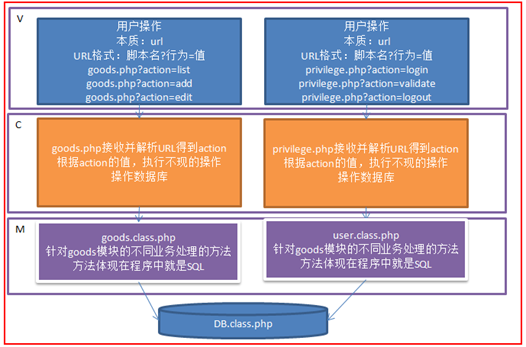 V
用户操作
本质：url
URL格式：脚本名?行为=值
goods.php?action=list
goods.php?action=add
goods.php?action=edit
用户操作
本质：url
URL格式：脚本名?行为=值
privilege.php?action=login
privilege.php?action=validate
privilege.php?action=logout
C
goods.php接收并解析URL得到action
根据action的值，执行不现的操作
操作数据库
privilege.php接收并解析URL得到action
根据action的值，执行不现的操作
操作数据库
M
goods.class.php
针对goods模块的不同业务处理的方法
方法体现在程序中就是SQL
user.class.php
针对goods模块的不同业务处理的方法
方法体现在程序中就是SQL
DB.class.php